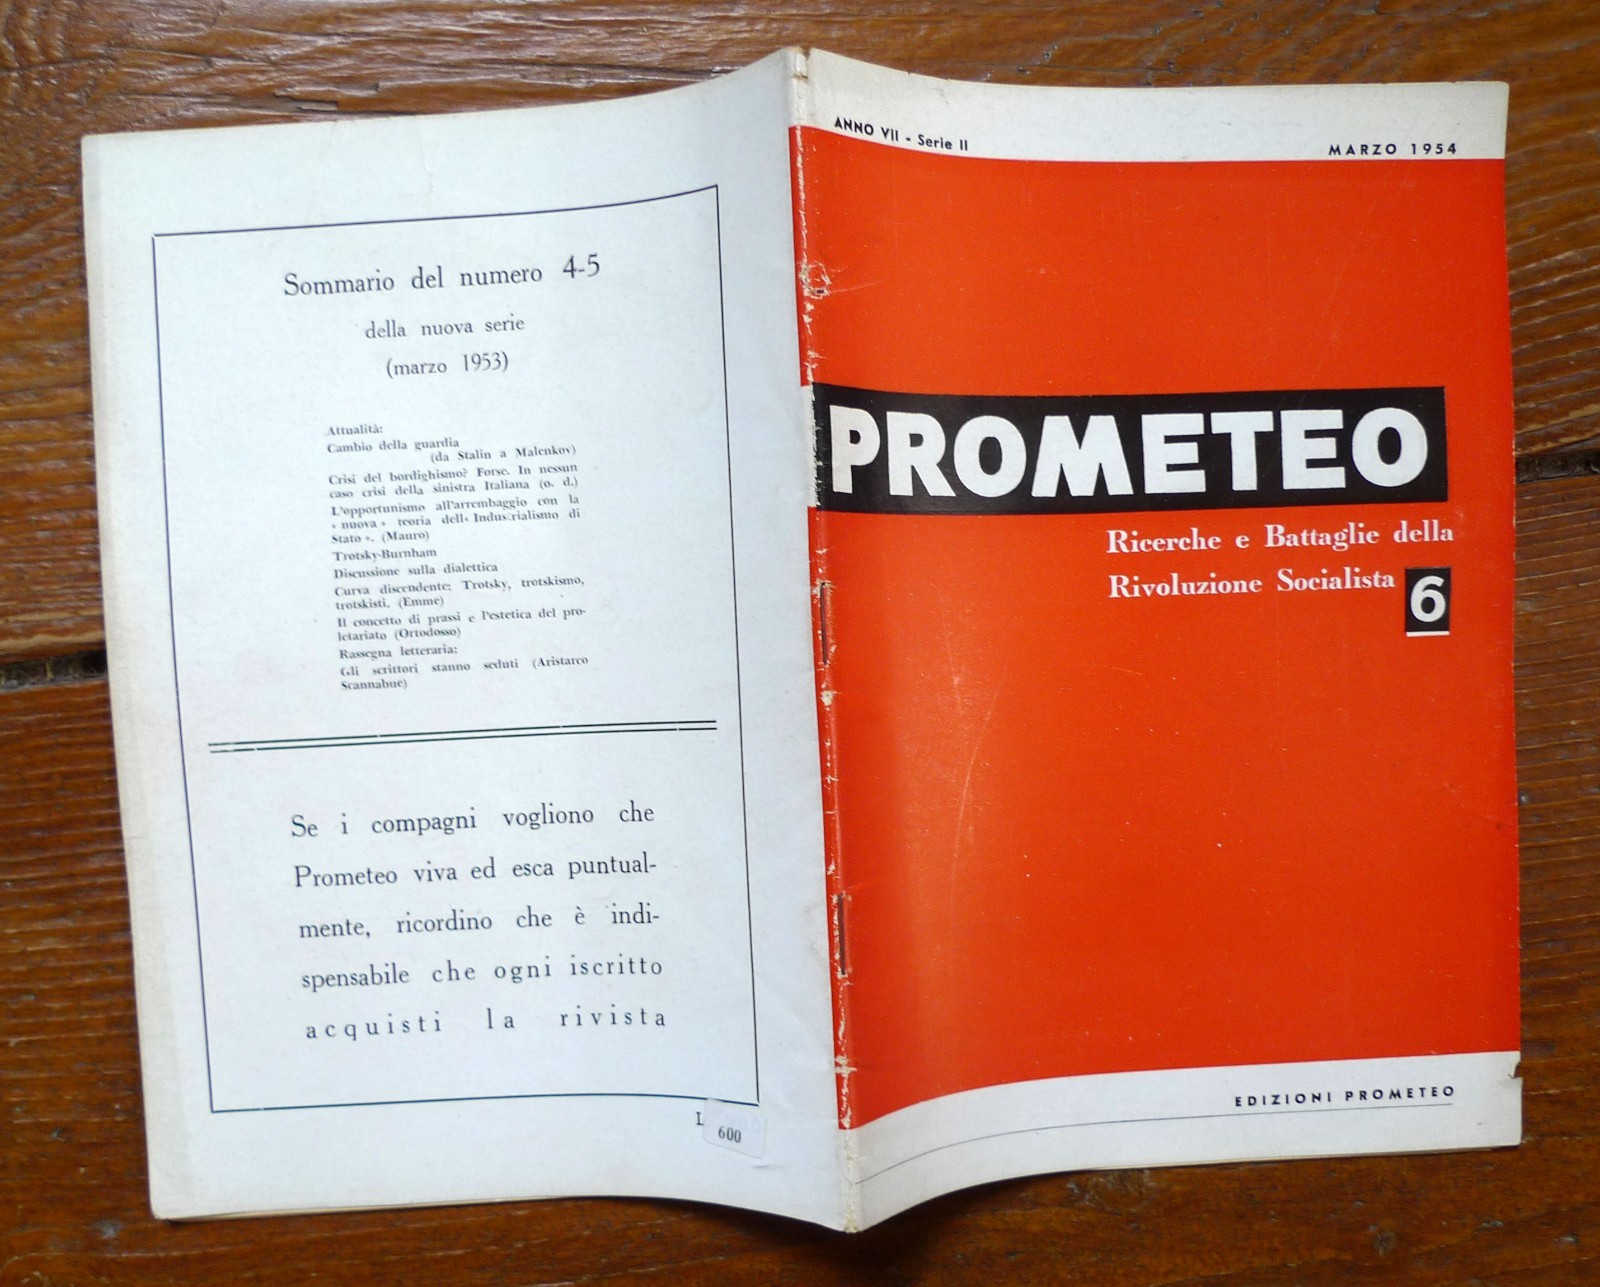 Sommario del numero 4-5
della nuova serie
(marzo 1953)
Attualità:
Cambio della guardia
(da Stalin a Malenkov)
Crisi del bordighismo? Forse. In nessun
caso crisi della sinistra Italiana (o. d.)
L'opportunismo all'arrembaggio con la
« nuova » teoria dell« Industrialismo di
Stato ». (Mauro)
Trotsky-Burnham
Discussione sulla dialettica
Curva discendente: Trotsky, trotskismo,
trotskisti. (Emme)
Il concetto di prassi e l'estetica del pro-
letariato (Ortodosso)
Rassegna letteraria:
Gli scrittori stanno seduti (Aristarco
Scannabue)
Se i compagni vogliono che
Prometeo viva ed esca puntual-
mente, ricordino che è indi-
spensabile che ogni iscritto
acquisti la rivista
L.
600
ANNO VII - Serie II
MARZO 1954
PROMETEO
Ricerche e Battaglie della
Rivoluzione Socialista
6
EDIZIONI PROMETEO